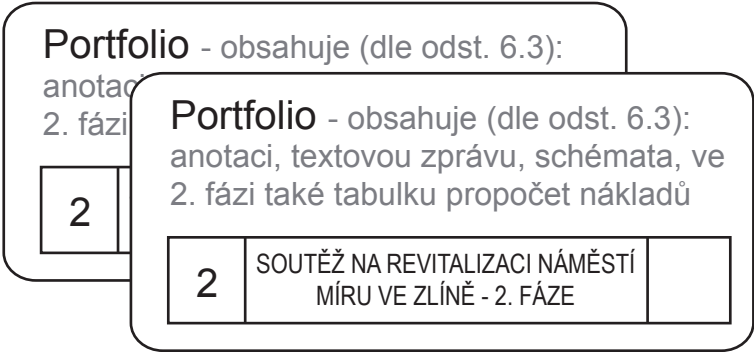 Portfolio - obsahuje (dle odst. 6.3):
anotaci
2. fázi
2
Portfolio - obsahuje (dle odst. 6.3):
anotaci, textovou zprávu, schémata, ve
2. fázi také tabulku propočet nákladů
2
SOUTĚŽ NA REVITALIZACI NÁMĚSTÍ
MÍRU VE ZLÍNĚ - 2. FÁZE